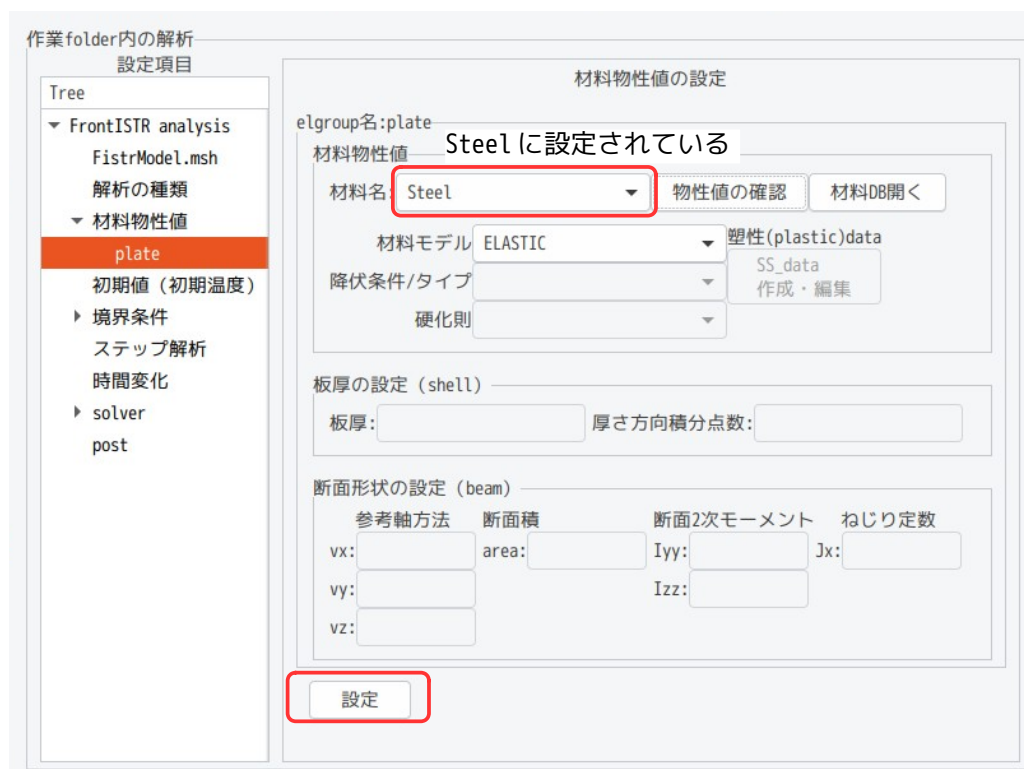 作業folder内の解析
設定項目
Tree
FrontISTR analysis
FistrModel.msh
解析の種類
材料物性値
plate
初期値（初期温度）
境界条件
ステップ解析
時間変化
solver
post
材料物性値の設定
elgroup名:plate
Steelに設定されている
材料物性値
材料名: Steel 物性値の確認 材料DB開く
材料モデル ELASTIC 塑性(plastic)data
降伏条件/タイプ SS_data
作成・編集
硬化則
板厚の設定（shell）
板厚: 厚さ方向積分点数:
断面形状の設定（beam）
参考軸方法 断面積 断面2次モーメント ねじり定数
vx: area: Iyy: Jx:
vy: Izz:
vz:
設定